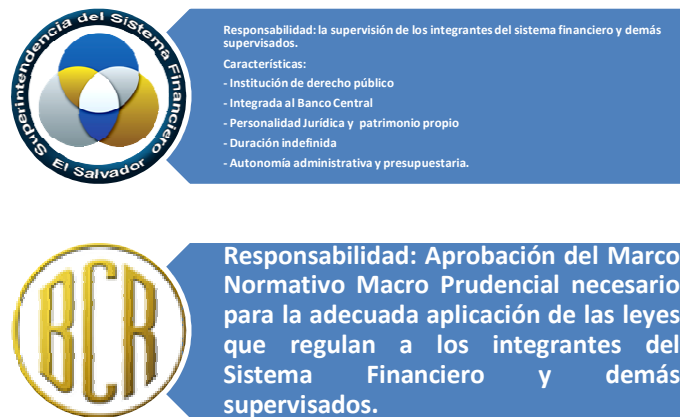 Superintendencia del Sistema Financiero
El Salvador
Responsabilidad: la supervisión de los integrantes del sistema financiero y demás
supervisados.
Características:
- Institución de derecho público
- Integrada al Banco Central
- Personalidad Jurídica y patrimonio propio
- Duración indefinida
- Autonomía administrativa y presupuestaria.
BCR
Responsabilidad: Aprobación del Marco
Normativo Macro Prudencial necesario
para la adecuada aplicación de las leyes
que regulan a los integrantes del
Sistema Financiero y demás
supervisados.